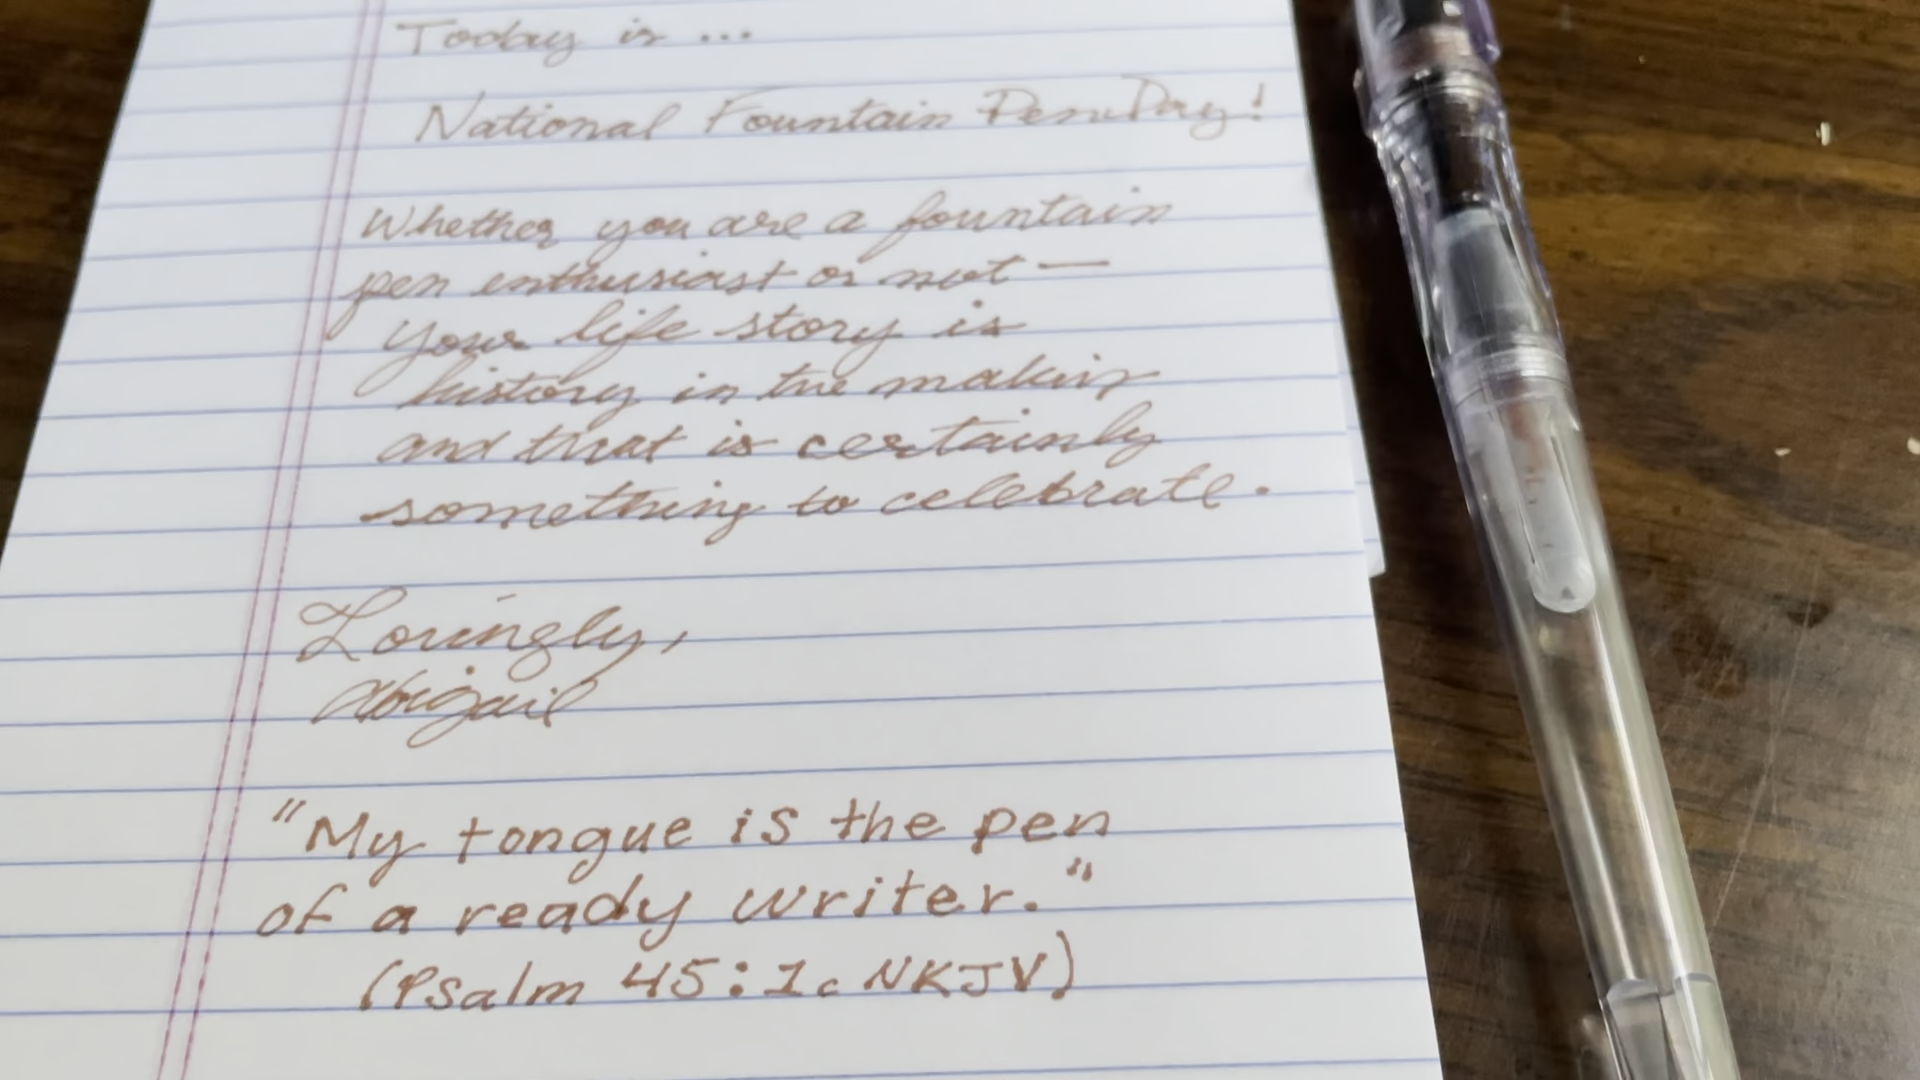 Today is ...
National Fountain Pen Day!
Whether you are a fountain
pen enthusiast or not —
your life story is
history in the making
and that is certainly
something to celebrate.
Lovingly,
Abigail
"My tongue is the pen
of a ready writer."
(Psalm 45:1c NKJV)